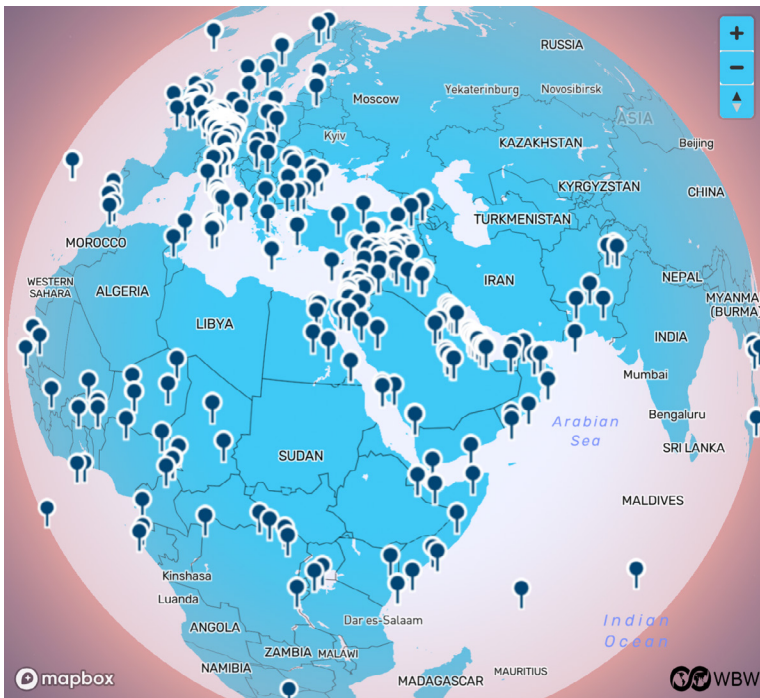 RUSSIA
Yekaterinburg
Novosibirsk
Moscow
ASIA
Kyiv
KAZAKHSTAN
Beijing
KYRGYZSTAN
CHINA
TURKMENISTAN
MOROCCO
IRAN
NEPAL
WESTERN
SAHARA
ALGERIA
MYANMAR
(BURMA)
LIBYA
INDIA
Mumbai
Arabian
Sea
Bengaluru
SRI LANKA
SUDAN
MALDIVES
Kinshasa
Luanda
Dar es-Salaam
Indian
Ocean
ANGOLA
ZAMBIA
MALAWI
NAMIBIA
MADAGASCAR
MAURITIUS
mapbox
WBW
+
−